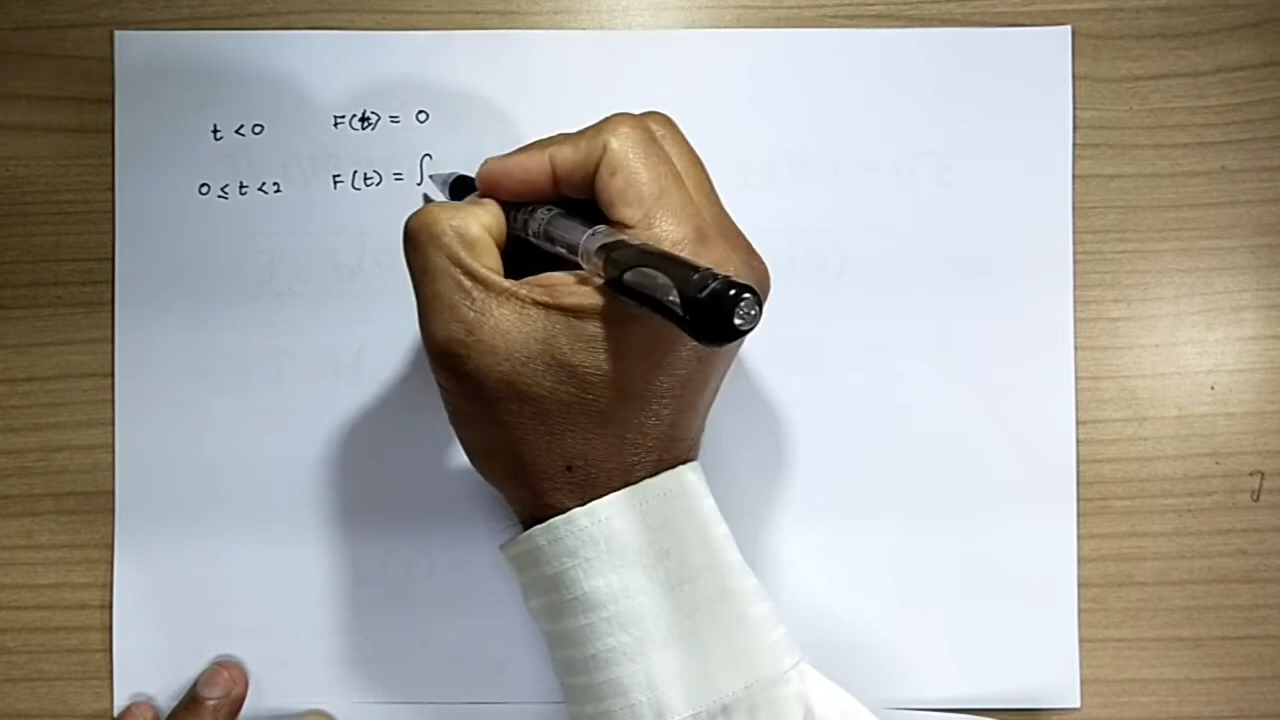 t < 0 F(t) = 0
0 ≤ t < 2 F(t) = ∫